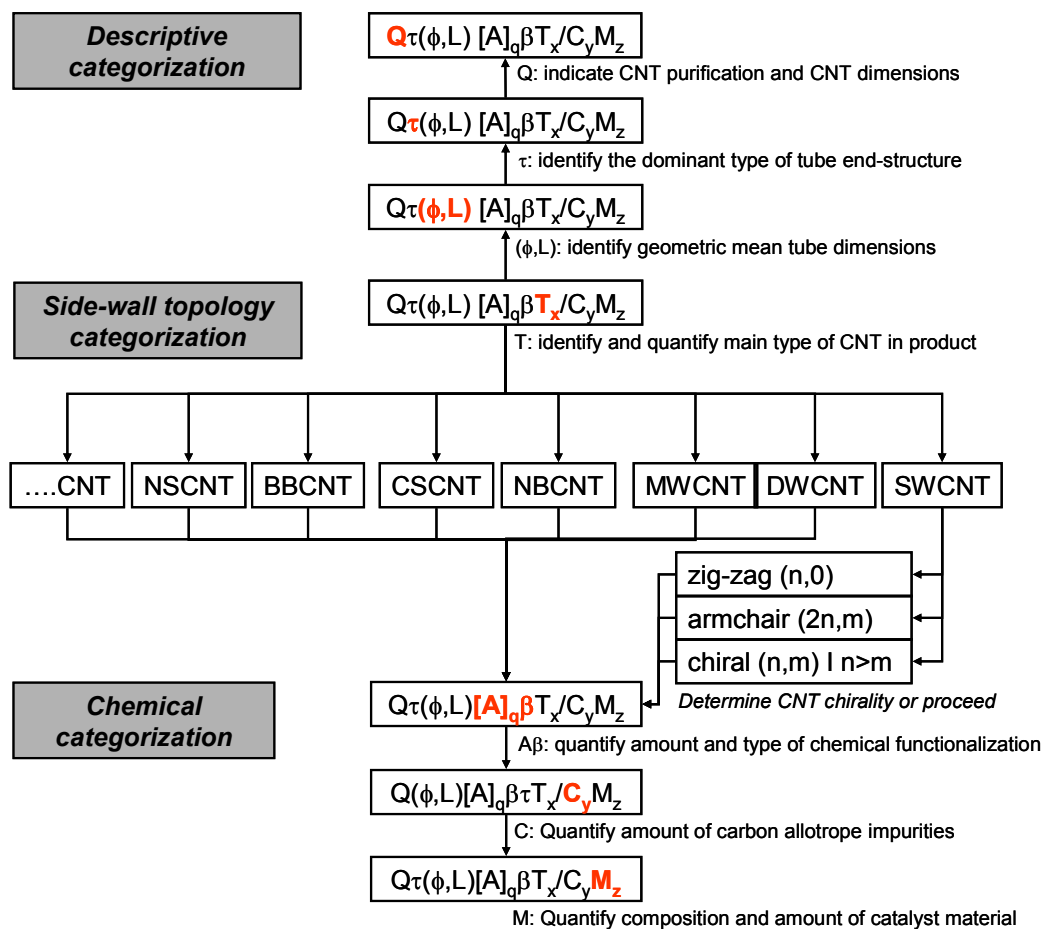 Descriptive
categorization
Qτ(ϕ,L) [A]qβTx/CyMz
Q: indicate CNT purification and CNT dimensions
Qτ(ϕ,L) [A]qβTx/CyMz
τ: identify the dominant type of tube end-structure
Qτ(ϕ,L) [A]qβTx/CyMz
(ϕ,L): identify geometric mean tube dimensions
Side-wall topology
categorization
Qτ(ϕ,L) [A]qβTx/CyMz
T: identify and quantify main type of CNT in product
....CNT
NSCNT
BBCNT
CSCNT
NBCNT
MWCNT
DWCNT
SWCNT
zig-zag (n,0)
armchair (2n,m)
chiral (n,m) I n>m
Determine CNT chirality or proceed
Chemical
categorization
Qτ(ϕ,L)[A]qβTx/CyMz
Aβ: quantify amount and type of chemical functionalization
Q(ϕ,L)[A]qβτTx/CyMz
C: Quantify amount of carbon allotrope impurities
Qτ(ϕ,L)[A]qβTx/CyMz
M: Quantify composition and amount of catalyst material